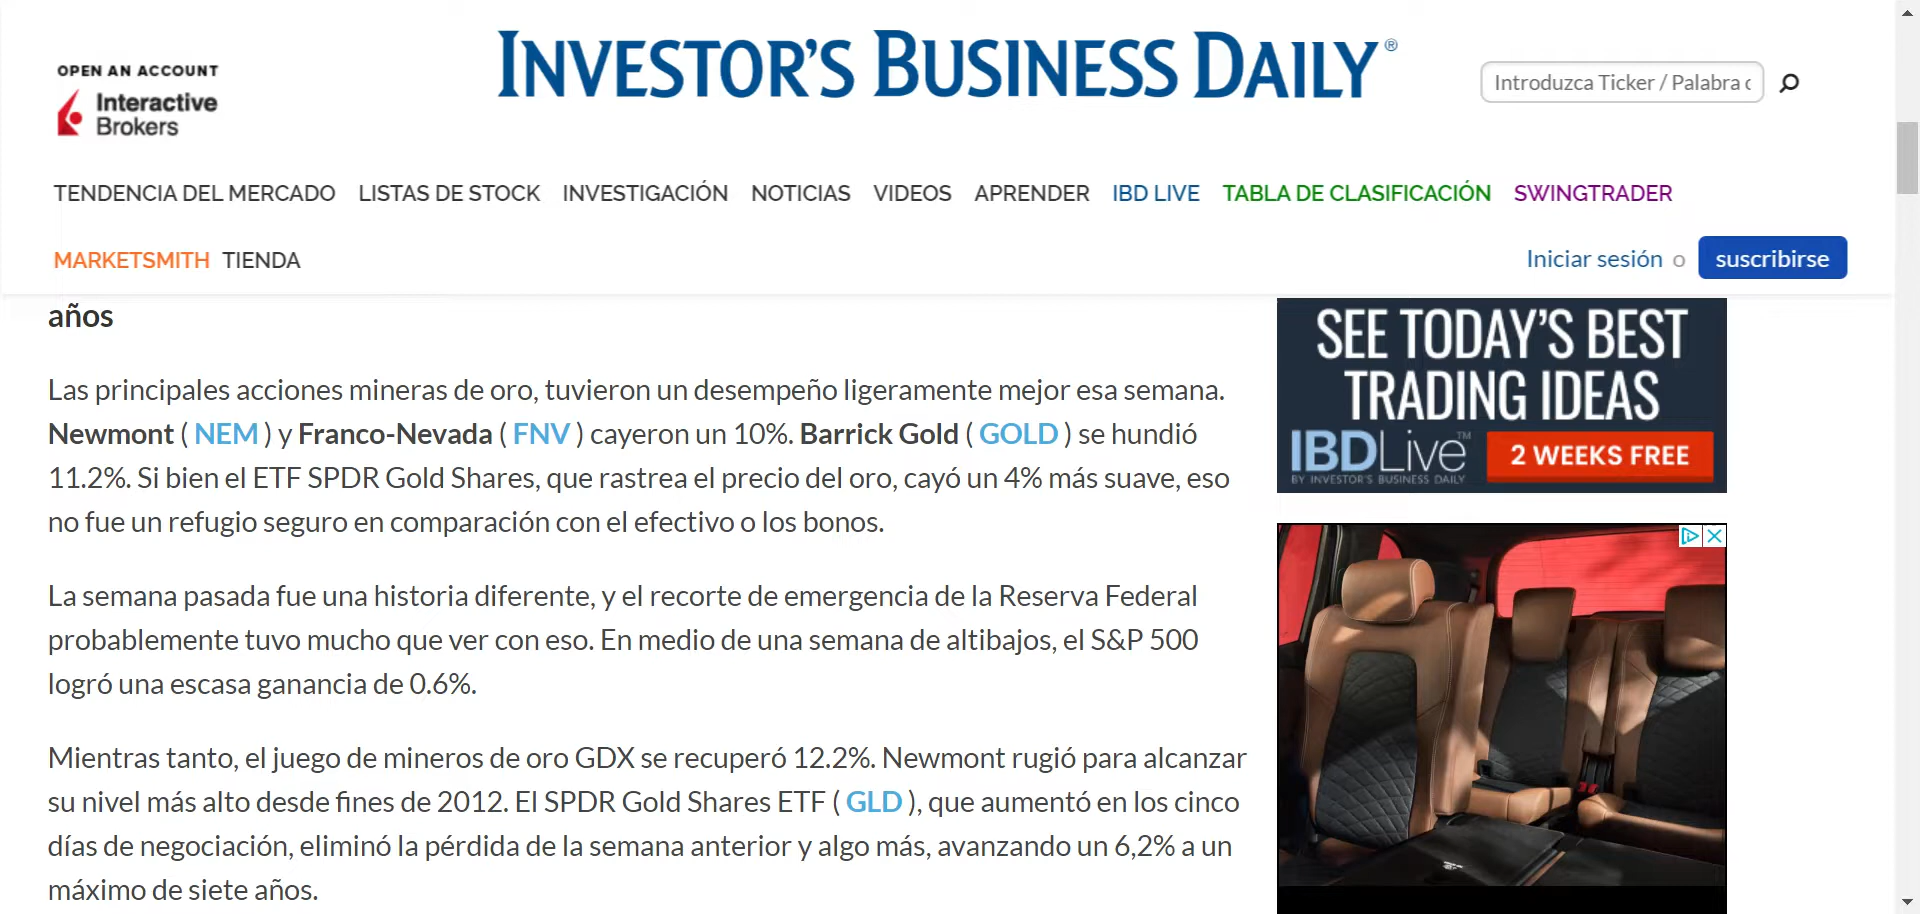 OPEN AN ACCOUNT
Interactive
Brokers
INVESTOR'S BUSINESS DAILY®
Introduzca Ticker / Palabra c
TENDENCIA DEL MERCADO LISTAS DE STOCK INVESTIGACIÓN NOTICIAS VIDEOS APRENDER IBD LIVE TABLA DE CLASIFICACIÓN SWINGTRADER
MARKETSMITH TIENDA
Iniciar sesión o suscribirse
años
Las principales acciones mineras de oro, tuvieron un desempeño ligeramente mejor esa semana.
Newmont ( NEM ) y Franco-Nevada ( FNV ) cayeron un 10%. Barrick Gold ( GOLD ) se hundió
11.2%. Si bien el ETF SPDR Gold Shares, que rastrea el precio del oro, cayó un 4% más suave, eso
no fue un refugio seguro en comparación con el efectivo o los bonos.
La semana pasada fue una historia diferente, y el recorte de emergencia de la Reserva Federal
probablemente tuvo mucho que ver con eso. En medio de una semana de altibajos, el S&P 500
logró una escasa ganancia de 0.6%.
Mientras tanto, el juego de mineros de oro GDX se recuperó 12.2%. Newmont rugió para alcanzar
su nivel más alto desde fines de 2012. El SPDR Gold Shares ETF ( GLD ), que aumentó en los cinco
días de negociación, eliminó la pérdida de la semana anterior y algo más, avanzando un 6,2% a un
máximo de siete años.
SEE TODAY'S BEST
TRADING IDEAS
IBDLive™ 2 WEEKS FREE
BY INVESTOR'S BUSINESS DAILY